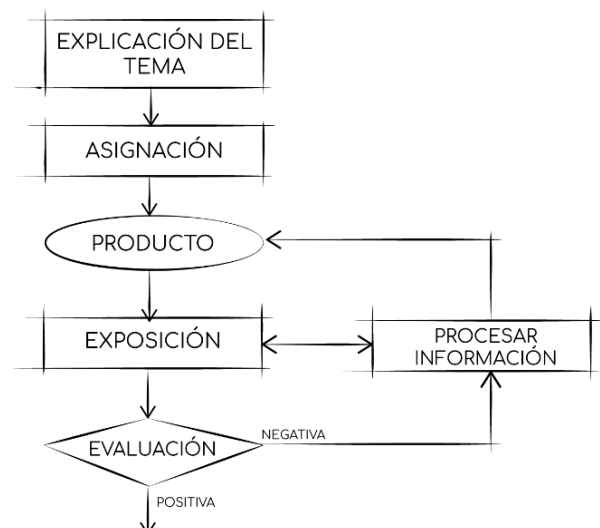 EXPLICACIÓN DEL
TEMA
ASIGNACIÓN
PRODUCTO
EXPOSICIÓN
PROCESAR
INFORMACIÓN
EVALUACIÓN
NEGATIVA
POSITIVA